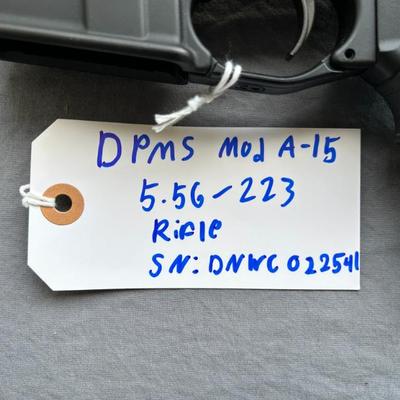 DPMS Mod A-15
5.56-223
Rifle
SN: DNWC022541